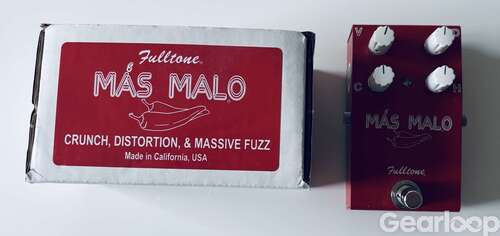 Fulltone®
MÁS MALO
CRUNCH, DISTORTION, & MASSIVE FUZZ
Made in California, USA
V
D
C
H
MÁS MALO
Fulltone
Gearloop